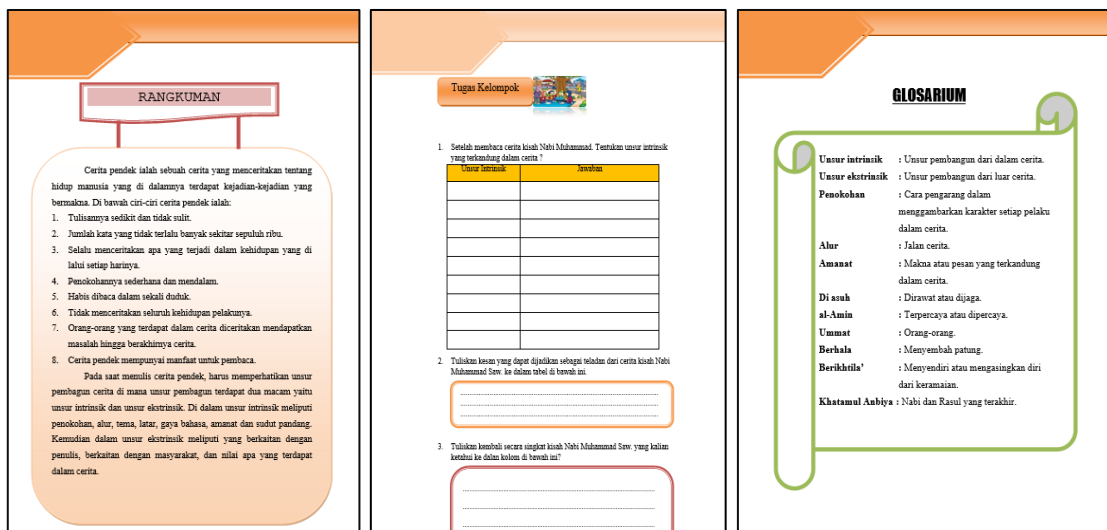 RANGKUMAN
Cerita pendek ialah sebuah cerita yang menceritakan tentang
hidup manusia yang di dalamnya terdapat kejadian-kejadian yang
bermakna. Di bawah ciri-ciri cerita pendek ialah:
1. Tulisannya sedikit dan tidak sulit.
2. Jumlah kata yang tidak terlalu banyak sekitar sepuluh ribu.
3. Selalu menceritakan apa yang terjadi dalam kehidupan yang di
lalui setiap harinya.
4. Penokohannya sederhana dan mendalam.
5. Habis dibaca dalam sekali duduk.
6. Tidak menceritakan seluruh kehidupan pelakunya.
7. Orang-orang yang terdapat dalam cerita diceritakan mendapatkan
masalah hingga berakhirnya cerita.
8. Cerita pendek mempunyai manfaat untuk pembaca.
Pada saat menulis cerita pendek, harus memperhatikan unsur
pembagun cerita di mana unsur pembagun terdapat dua macam yaitu
unsur intrinsik dan unsur ekstrinsik. Di dalam unsur intrinsik meliputi
penokohan, alur, tema, latar, gaya bahasa, amanat dan sudut pandang.
Kemudian dalam unsur ekstrinsik meliputi yang berkaitan dengan
penulis, berkaitan dengan masyarakat, dan nilai apa yang terdapat
dalam cerita.
Tugas Kelompok
1. Setelah membaca cerita kisah Nabi Muhammad. Tentukan unsur intrinsik
yang terkandung dalam cerita ?
Unsur Intrinsik Jawaban
2. Tuliskan kesan yang dapat dijadikan sebagai teladan dari cerita kisah Nabi
Muhammad Saw. ke dalam tabel di bawah ini.
3. Tuliskan kembali secara singkat kisah Nabi Muhammad Saw. yang kalian
ketahui ke dalan kolom di bawah ini?
GLOSARIUM
Unsur intrinsik : Unsur pembangun dari dalam cerita.
Unsur ekstrinsik : Unsur pembangun dari luar cerita.
Penokohan : Cara pengarang dalam
menggambarkan karakter setiap pelaku
dalam cerita.
Alur : Jalan cerita.
Amanat : Makna atau pesan yang terkandung
dalam cerita.
Di asuh : Dirawat atau dijaga.
al-Amin : Terpercaya atau dipercaya.
Ummat : Orang-orang.
Berhala : Menyembah patung.
Berikhtila' : Menyendiri atau mengasingkan diri
dari keramaian.
Khatamul Anbiya : Nabi dan Rasul yang terakhir.